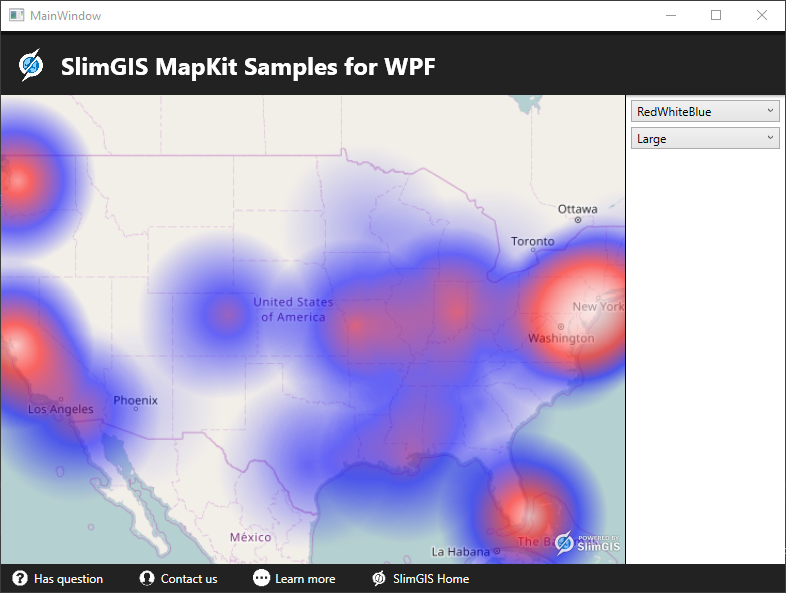 MainWindow
SlimGIS MapKit Samples for WPF
RedWhiteBlue
Large
Ottawa
Toronto
United States
of America
New York
Washington
Phoenix
Los Angeles
México
La Habana
The B
POWERED BY
SlimGIS
Has question
Contact us
Learn more
SlimGIS Home